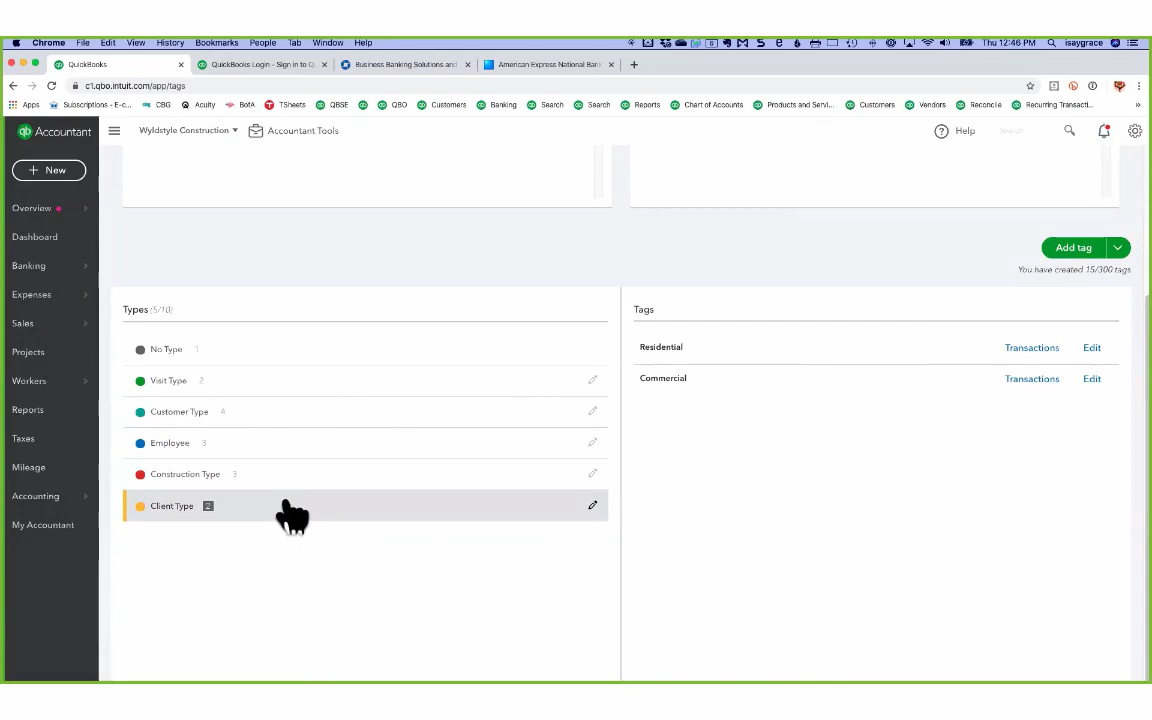 Chrome File Edit View History Bookmarks People Tab Window Help Thu 12:46 PM isaygrace
QuickBooks QuickBooks Login - Sign in to Q Business Banking Solutions and American Express National Bank
c1.qbo.intuit.com/app/tags
Apps Subscriptions - E-c... CBG Acuity BofA TSheets QBSE QBO Customers Banking Search Search Reports Chart of Accounts Products and Servi... Customers Vendors Reconcile Recurring Transacti... »
qb Accountant Wyldstyle Construction Accountant Tools Help Search
+ New
Overview
Dashboard
Banking
Expenses
Sales
Projects
Workers
Reports
Taxes
Mileage
Accounting
My Accountant
Add tag
You have created 15/300 tags
Types (5/10)
No Type 1
Visit Type 2
Customer Type 4
Employee 3
Construction Type 3
Client Type 2
Tags
Residential Transactions Edit
Commercial Transactions Edit